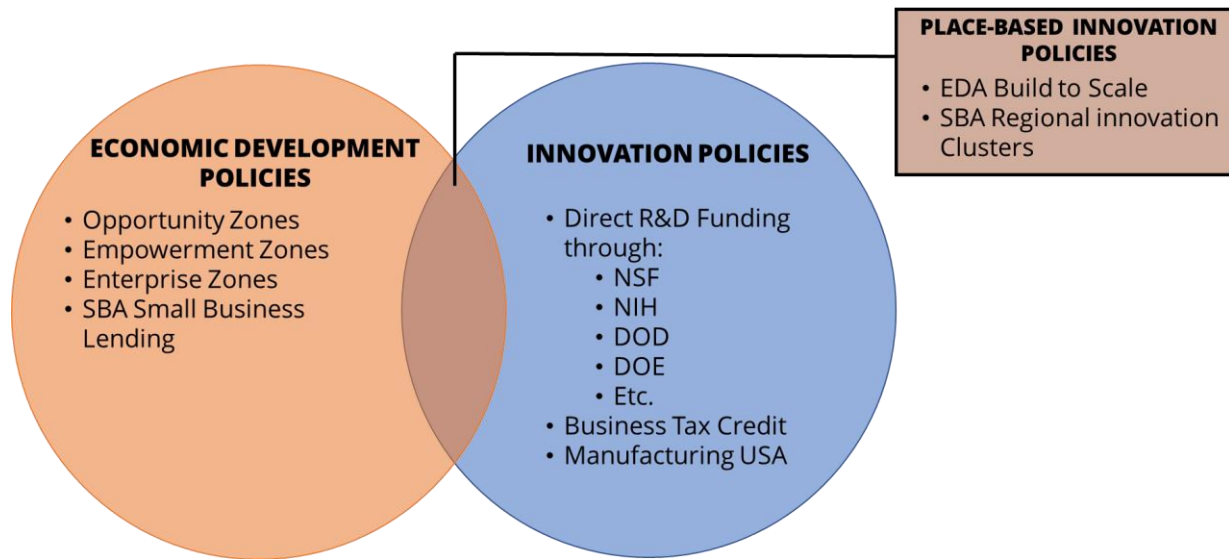 PLACE-BASED INNOVATION
POLICIES
• EDA Build to Scale
• SBA Regional innovation
Clusters
ECONOMIC DEVELOPMENT
POLICIES
• Opportunity Zones
• Empowerment Zones
• Enterprise Zones
• SBA Small Business
Lending
INNOVATION POLICIES
• Direct R&D Funding
through:
• NSF
• NIH
• DOD
• DOE
• Etc.
• Business Tax Credit
• Manufacturing USA